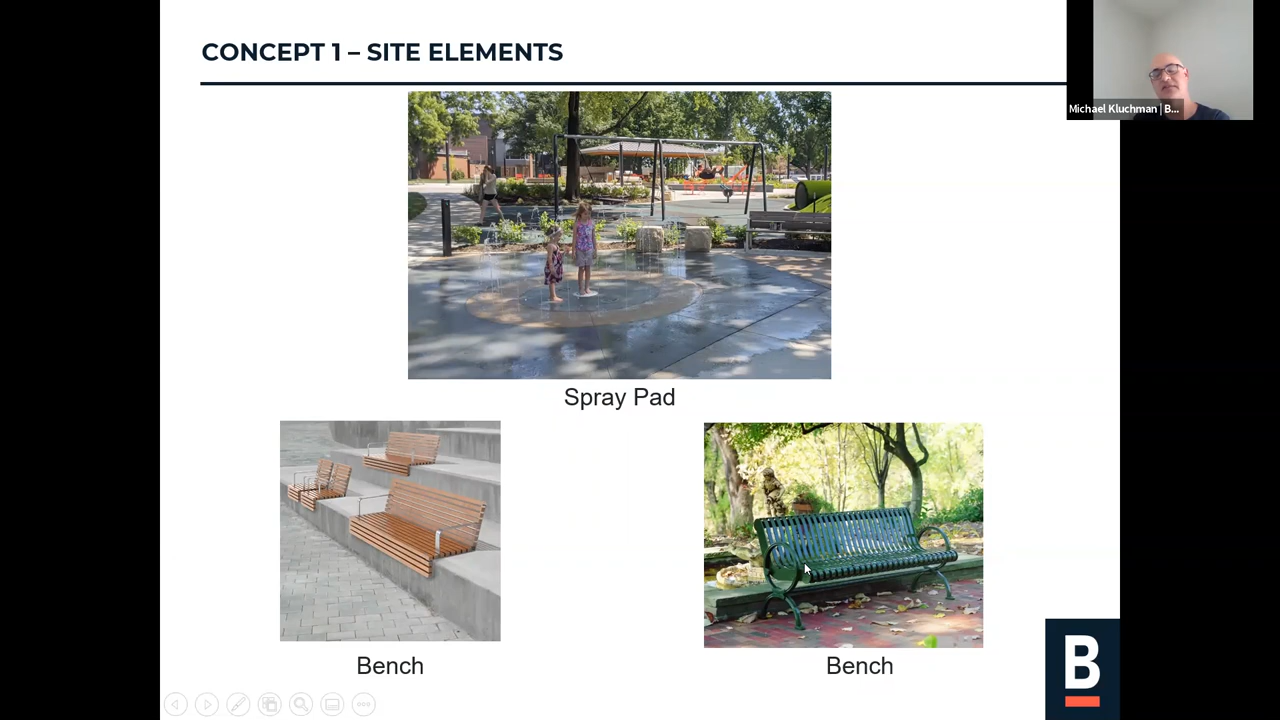 CONCEPT 1 – SITE ELEMENTS
Michael Kluchman | B...
Spray Pad
Bench
Bench
B